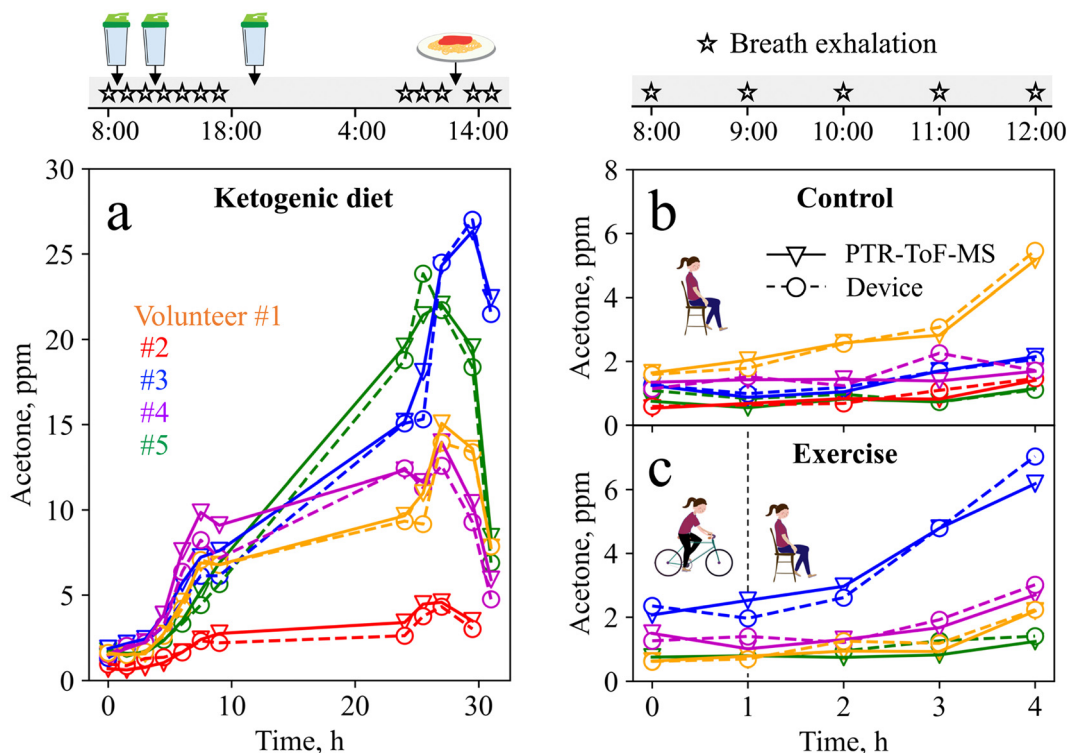 8:00 18:00 4:00 14:00
☆ Breath exhalation
8:00 9:00 10:00 11:00 12:00
a
Ketogenic diet
Volunteer #1
#2
#3
#4
#5
Acetone, ppm
30
25
20
15
10
5
0
0 10 20 30
Time, h
b
Control
PTR-ToF-MS
Device
Acetone, ppm
8
6
4
2
0
c
Exercise
Acetone, ppm
6
4
2
0
0 1 2 3 4
Time, h